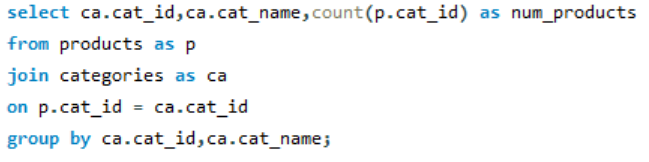 select ca.cat_id,ca.cat_name,count(p.cat_id) as num_products
from products as p
join categories as ca
on p.cat_id = ca.cat_id
group by ca.cat_id,ca.cat_name;